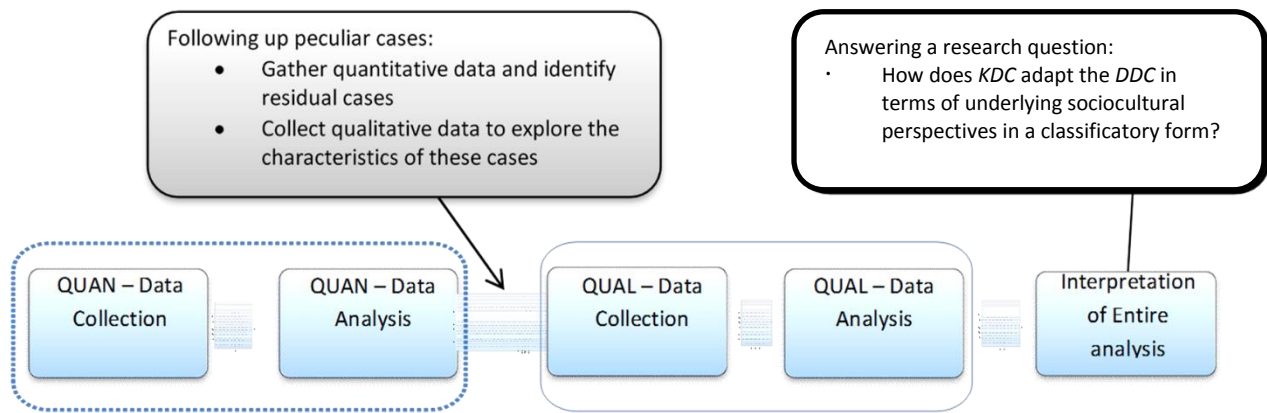 Following up peculiar cases:
• Gather quantitative data and identify
residual cases
• Collect qualitative data to explore the
characteristics of these cases
Answering a research question:
• How does KDC adapt the DDC in
terms of underlying sociocultural
perspectives in a classificatory form?
QUAN – Data
Collection
QUAN – Data
Analysis
QUAL – Data
Collection
QUAL – Data
Analysis
Interpretation
of Entire
analysis